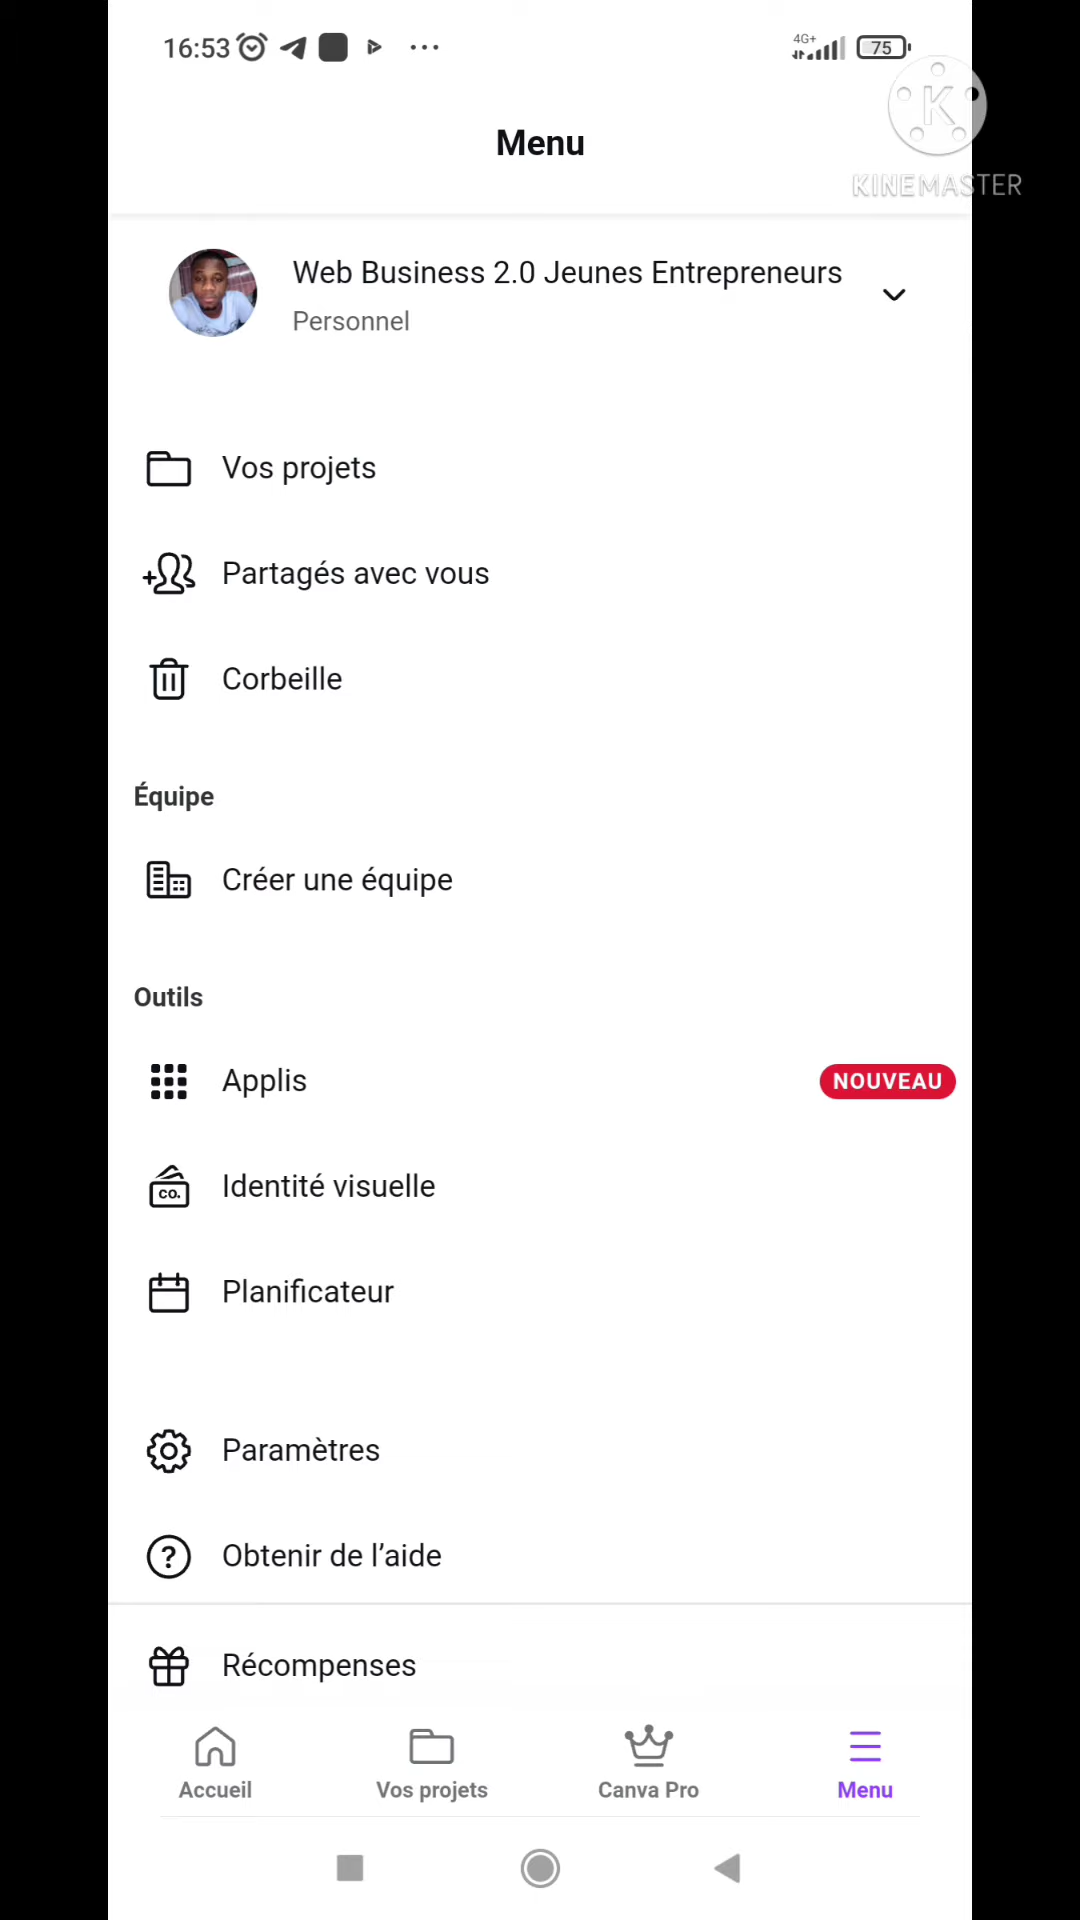 16:53
4G+
75
KINEMASTER
Menu
Web Business 2.0 Jeunes Entrepreneurs
Personnel
Vos projets
Partagés avec vous
Corbeille
Équipe
Créer une équipe
Outils
Applis
NOUVEAU
CO.
Identité visuelle
Planificateur
Paramètres
Obtenir de l’aide
Récompenses
Accueil
Vos projets
Canva Pro
Menu